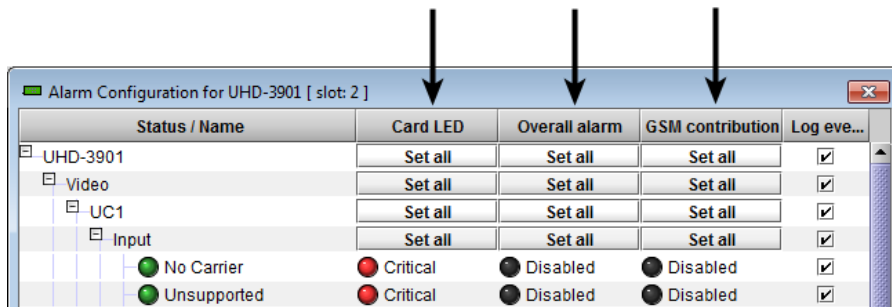 Alarm Configuration for UHD-3901 [ slot: 2 ]
Status / Name Card LED Overall alarm GSM contribution Log eve...
UHD-3901 Set all Set all Set all
Video Set all Set all Set all
UC1 Set all Set all Set all
Input Set all Set all Set all
No Carrier Critical Disabled Disabled
Unsupported Critical Disabled Disabled